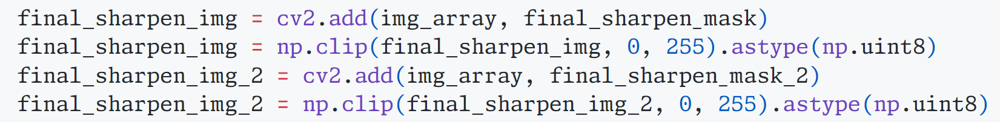 final_sharpen_img = cv2.add(img_array, final_sharpen_mask)
final_sharpen_img = np.clip(final_sharpen_img, 0, 255).astype(np.uint8)
final_sharpen_img_2 = cv2.add(img_array, final_sharpen_mask_2)
final_sharpen_img_2 = np.clip(final_sharpen_img_2, 0, 255).astype(np.uint8)